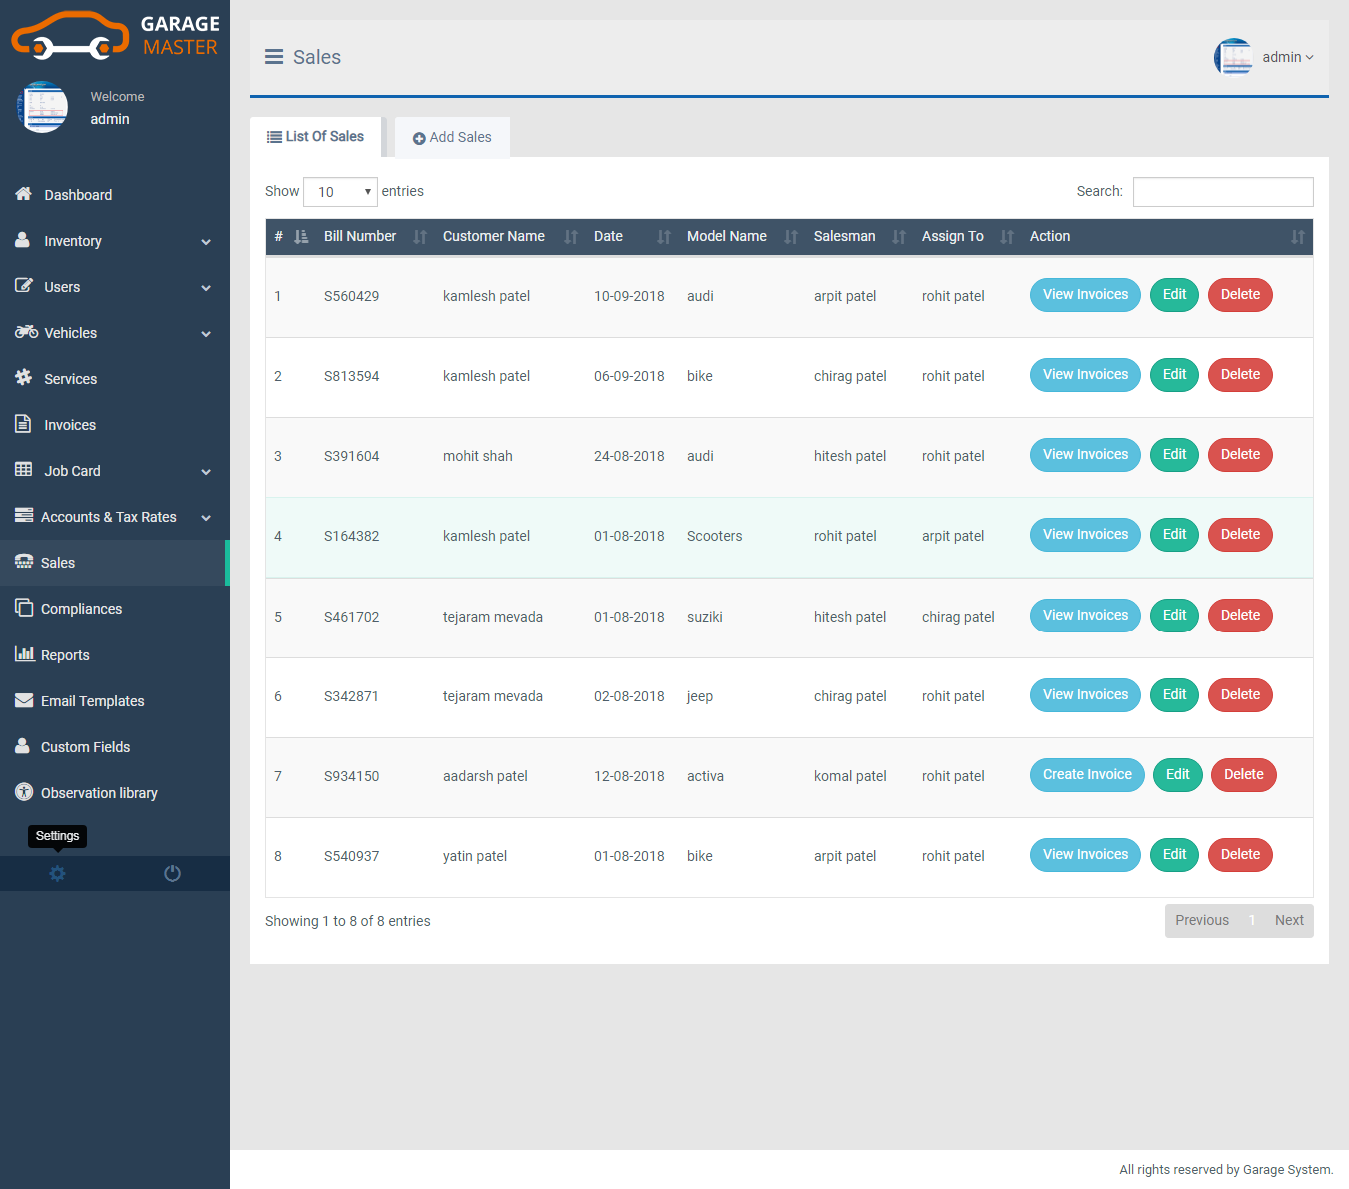 GARAGE
MASTER
Welcome
admin
Dashboard
Inventory
Users
Vehicles
Services
Invoices
Job Card
Accounts & Tax Rates
Sales
Compliances
Reports
Email Templates
Custom Fields
Observation library
Settings
Sales
admin
List Of Sales
Add Sales
Show 10 entries
Search:
# Bill Number Customer Name Date Model Name Salesman Assign To Action
1 S560429 kamlesh patel 10-09-2018 audi arpit patel rohit patel View Invoices Edit Delete
2 S813594 kamlesh patel 06-09-2018 bike chirag patel rohit patel View Invoices Edit Delete
3 S391604 mohit shah 24-08-2018 audi hitesh patel rohit patel View Invoices Edit Delete
4 S164382 kamlesh patel 01-08-2018 Scooters rohit patel arpit patel View Invoices Edit Delete
5 S461702 tejaram mevada 01-08-2018 suziki hitesh patel chirag patel View Invoices Edit Delete
6 S342871 tejaram mevada 02-08-2018 jeep chirag patel rohit patel View Invoices Edit Delete
7 S934150 aadarsh patel 12-08-2018 activa komal patel rohit patel Create Invoice Edit Delete
8 S540937 yatin patel 01-08-2018 bike arpit patel rohit patel View Invoices Edit Delete
Showing 1 to 8 of 8 entries
Previous 1 Next
All rights reserved by Garage System.